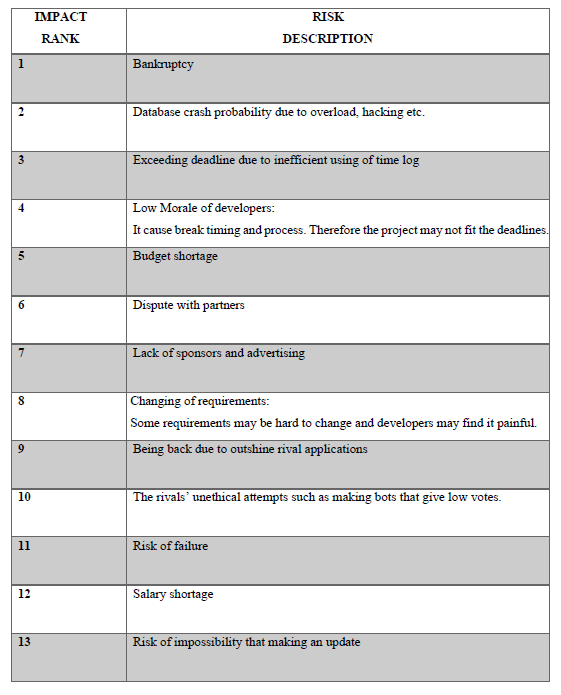 IMPACT RISK
RANK DESCRIPTION
1 Bankruptcy
2 Database crash probability due to overload, hacking etc.
3 Exceeding deadline due to inefficient using of time log
4 Low Morale of developers:
It cause break timing and process. Therefore the project may not fit the deadlines.
5 Budget shortage
6 Dispute with partners
7 Lack of sponsors and advertising
8 Changing of requirements:
Some requirements may be hard to change and developers may find it painful.
9 Being back due to outshine rival applications
10 The rivals’ unethical attempts such as making bots that give low votes.
11 Risk of failure
12 Salary shortage
13 Risk of impossibility that making an update